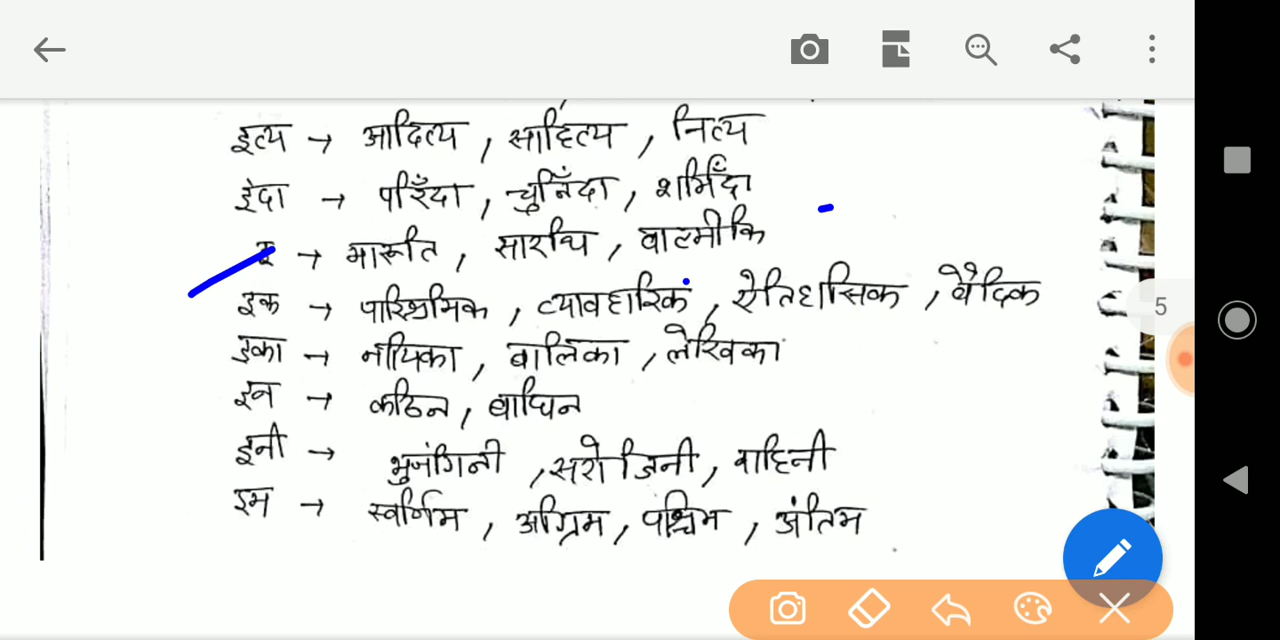 इत्य → आदित्य , साहित्य , नित्य
इंदा → परिँदा , चुनिँदा , शर्मिँदा
इ → मारूति , सारथि , वाल्मीकि
इक → पारिश्रमिक , व्यावहारिक , ऐतिहासिक , वैदिक
5
इका → नायिका , बालिका , लेखिका
इन → कठिन , बाघिन
इनी → भुजंगिनी , सरोजिनी , वाहिनी
इम → स्वर्णिम , अग्रिम , पश्चिम , अंतिम